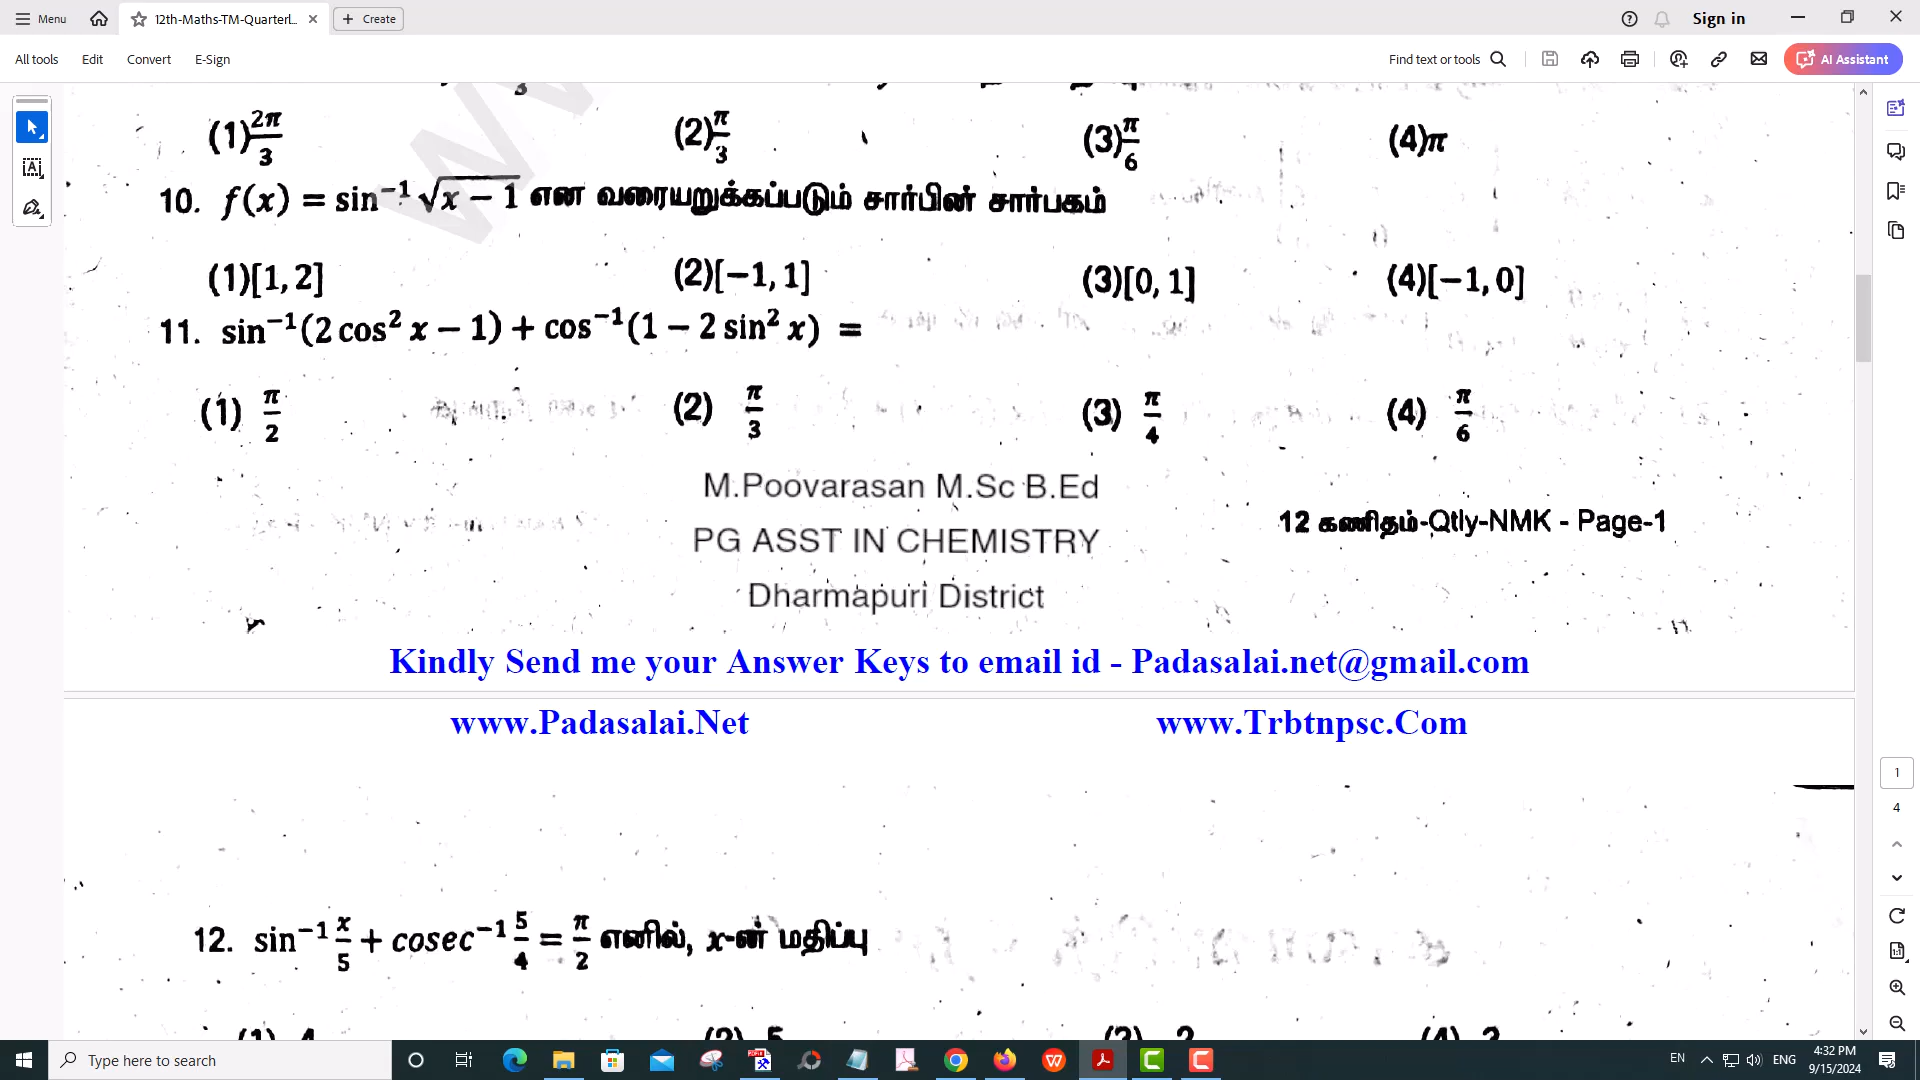 Menu
12th-Maths-TM-Quarterl...
Create
Sign in
All tools
Edit
Convert
E-Sign
Find text or tools
AI Assistant
(1) 2π/3 (2) π/3 (3) π/6 (4) π
10. f(x) = sin⁻¹ √(x − 1) என வரையறுக்கப்படும் சார்பின் சார்பகம்
(1)[1, 2] (2)[−1, 1] (3)[0, 1] (4)[−1, 0]
11. sin⁻¹(2 cos² x − 1) + cos⁻¹(1 − 2 sin² x) =
(1) π/2 (2) π/3 (3) π/4 (4) π/6
M.Poovarasan M.Sc B.Ed
PG ASST IN CHEMISTRY
Dharmapuri District
12 கணிதம்-Qtly-NMK - Page-1
Kindly Send me your Answer Keys to email id - Padasalai.net@gmail.com
www.Padasalai.Net www.Trbtnpsc.Com
12. sin⁻¹ x/5 + cosec⁻¹ 5/4 = π/2 எனில், x-ன் மதிப்பு
1
4
Type here to search
EN
ENG
4:32 PM
9/15/2024